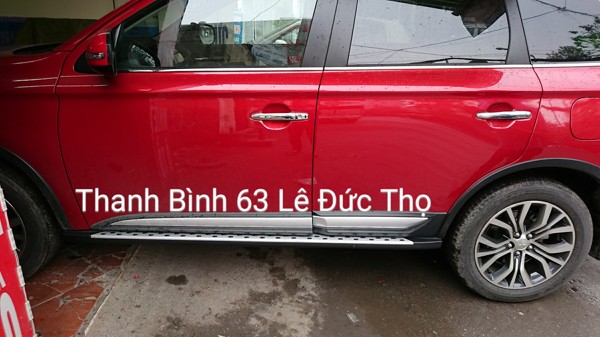 Thanh Bình 63 Lê Đức Thọ